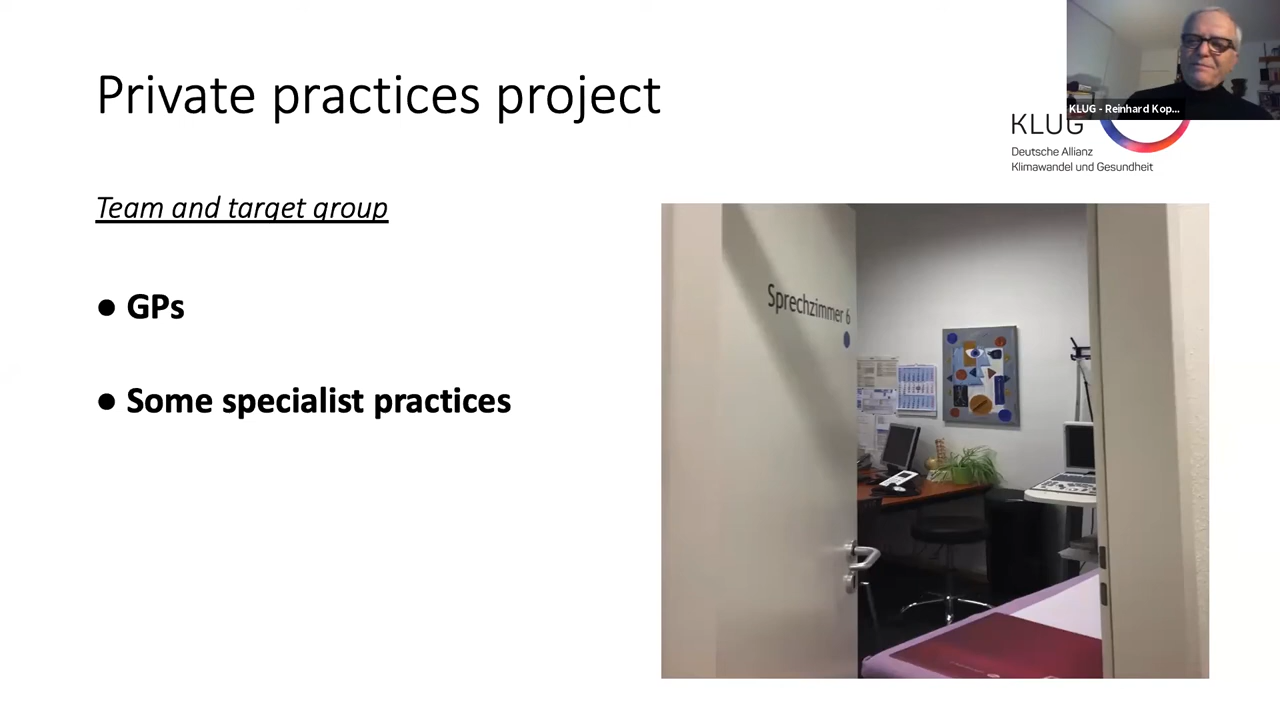 Private practices project
KLUG - Reinhard Kop...
KLUG
Deutsche Allianz
Klimawandel und Gesundheit
Team and target group
● GPs
● Some specialist practices
Sprechzimmer 6